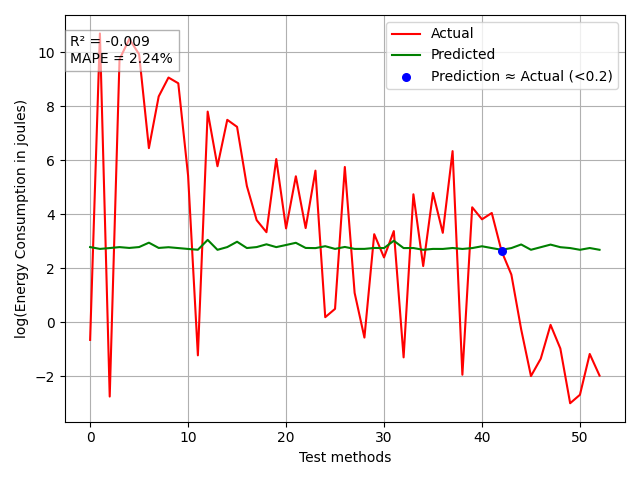 R² = -0.009
MAPE = 2.24%
Actual
Predicted
Prediction ≈ Actual (<0.2)
log(Energy Consumption in joules)
10
8
6
4
2
0
−2
0
10
20
30
40
50
Test methods